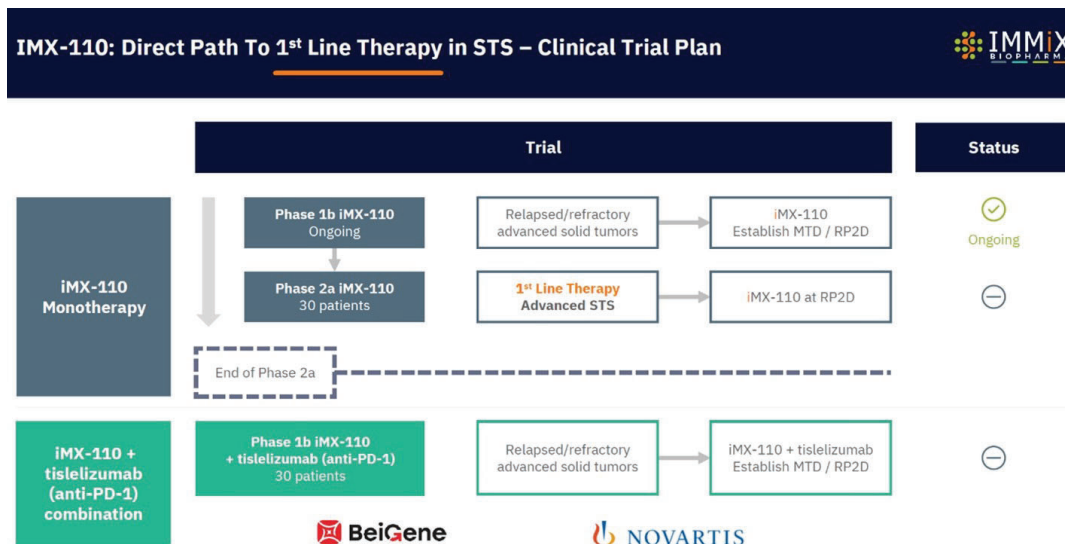 IMX-110: Direct Path To 1st Line Therapy in STS – Clinical Trial Plan
IMMiX
BIOPHARM
Trial
Status
iMX-110
Monotherapy
Phase 1b iMX-110
Ongoing
Relapsed/refractory
advanced solid tumors
iMX-110
Establish MTD / RP2D
Ongoing
Phase 2a iMX-110
30 patients
1st Line Therapy
Advanced STS
iMX-110 at RP2D
End of Phase 2a
iMX-110 +
tislelizumab
(anti-PD-1)
combination
Phase 1b iMX-110
+ tislelizumab (anti-PD-1)
30 patients
Relapsed/refractory
advanced solid tumors
iMX-110 + tislelizumab
Establish MTD / RP2D
BeiGene
NOVARTIS